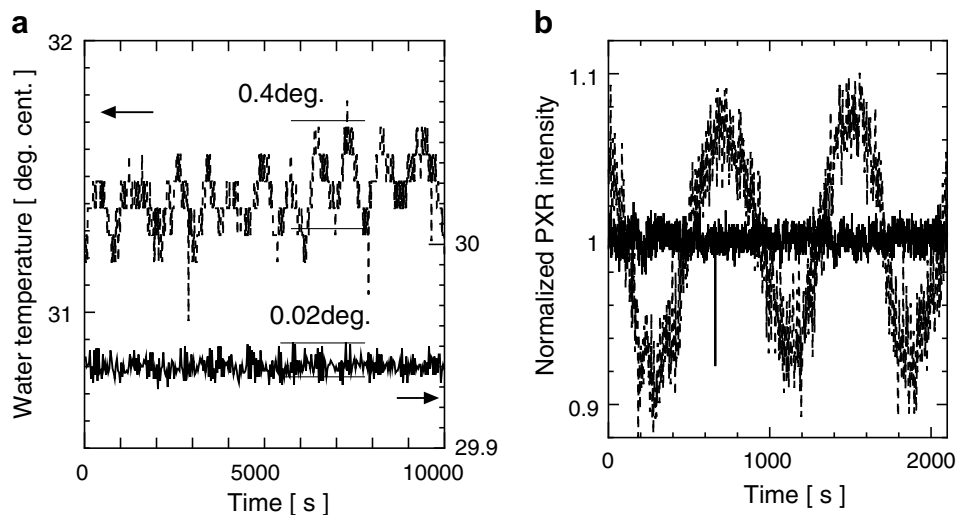 a
32
31
Water temperature [ deg. cent. ]
0.4deg.
0.02deg.
30
29.9
0 5000 10000
Time [ s ]
b
1.1
1
0.9
Normalized PXR intensity
0 1000 2000
Time [ s ]